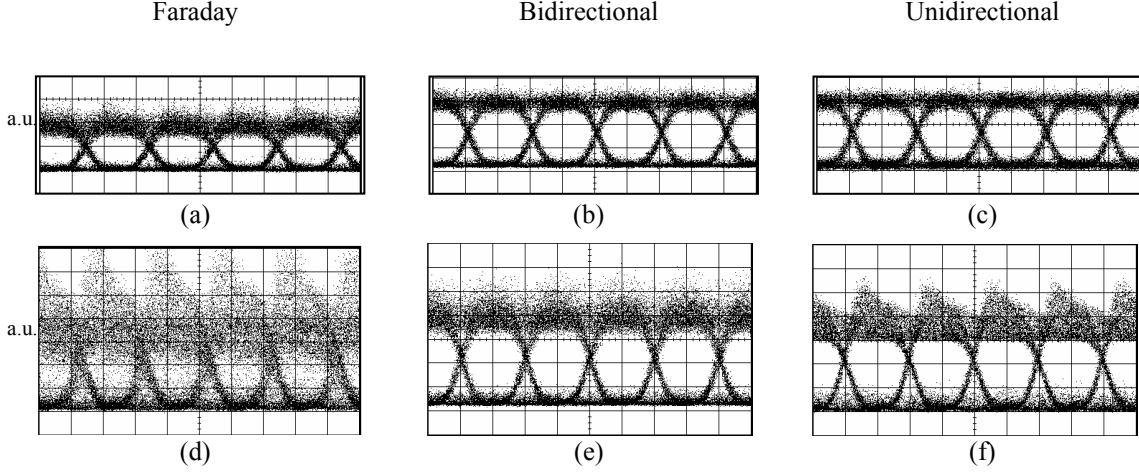 Faraday Bidirectional Unidirectional
a.u.
(a) (b) (c)
a.u.
(d) (e) (f)